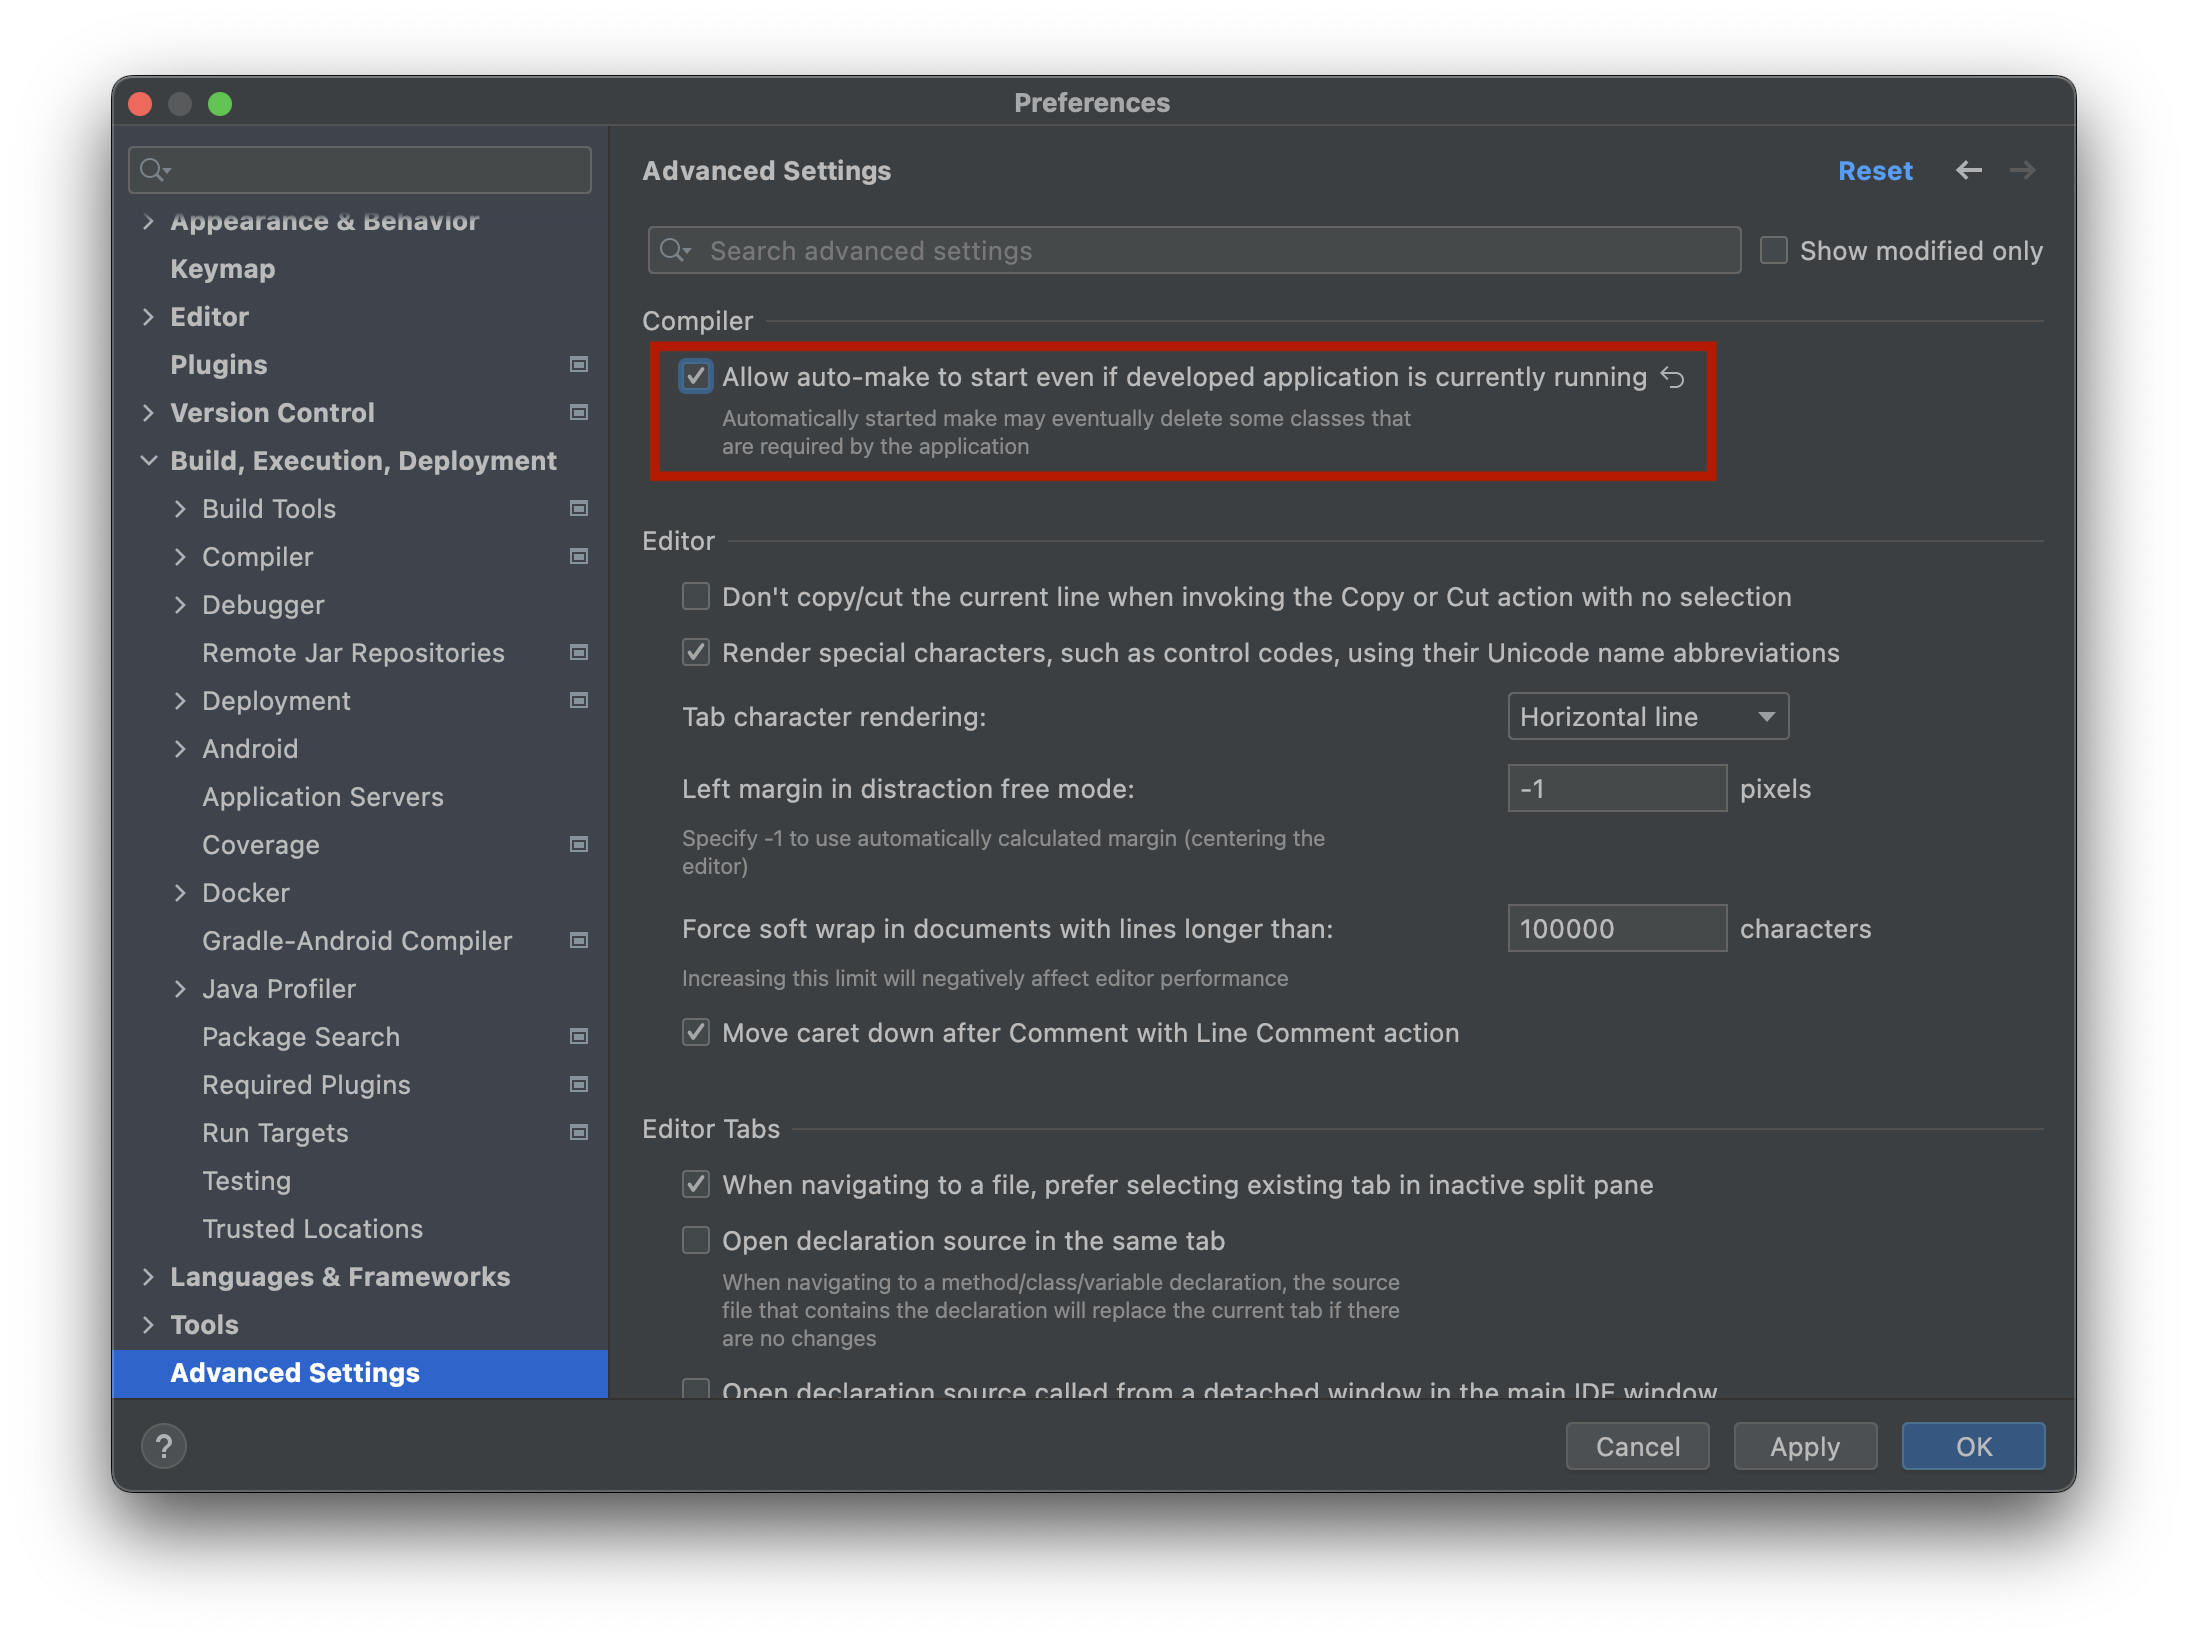 Preferences
Appearance & Behavior
Keymap
Editor
Plugins
Version Control
Build, Execution, Deployment
Build Tools
Compiler
Debugger
Remote Jar Repositories
Deployment
Android
Application Servers
Coverage
Docker
Gradle-Android Compiler
Java Profiler
Package Search
Required Plugins
Run Targets
Testing
Trusted Locations
Languages & Frameworks
Tools
Advanced Settings
Advanced Settings
Reset
Search advanced settings
Show modified only
Compiler
Allow auto-make to start even if developed application is currently running
Automatically started make may eventually delete some classes that
are required by the application
Editor
Don't copy/cut the current line when invoking the Copy or Cut action with no selection
Render special characters, such as control codes, using their Unicode name abbreviations
Tab character rendering:
Horizontal line
Left margin in distraction free mode:
-1
pixels
Specify -1 to use automatically calculated margin (centering the
editor)
Force soft wrap in documents with lines longer than:
100000
characters
Increasing this limit will negatively affect editor performance
Move caret down after Comment with Line Comment action
Editor Tabs
When navigating to a file, prefer selecting existing tab in inactive split pane
Open declaration source in the same tab
When navigating to a method/class/variable declaration, the source
file that contains the declaration will replace the current tab if there
are no changes
Open declaration source called from a detached window in the main IDE window
?
Cancel
Apply
OK